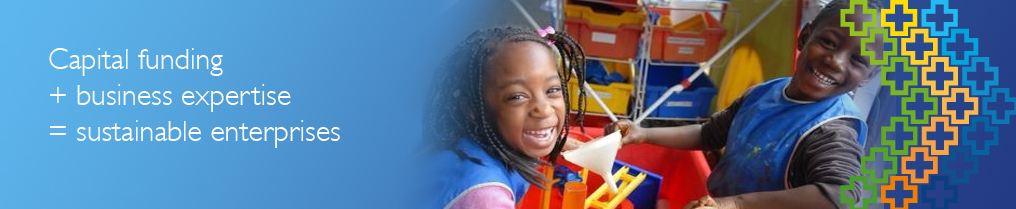 Capital funding
+ business expertise
= sustainable enterprises